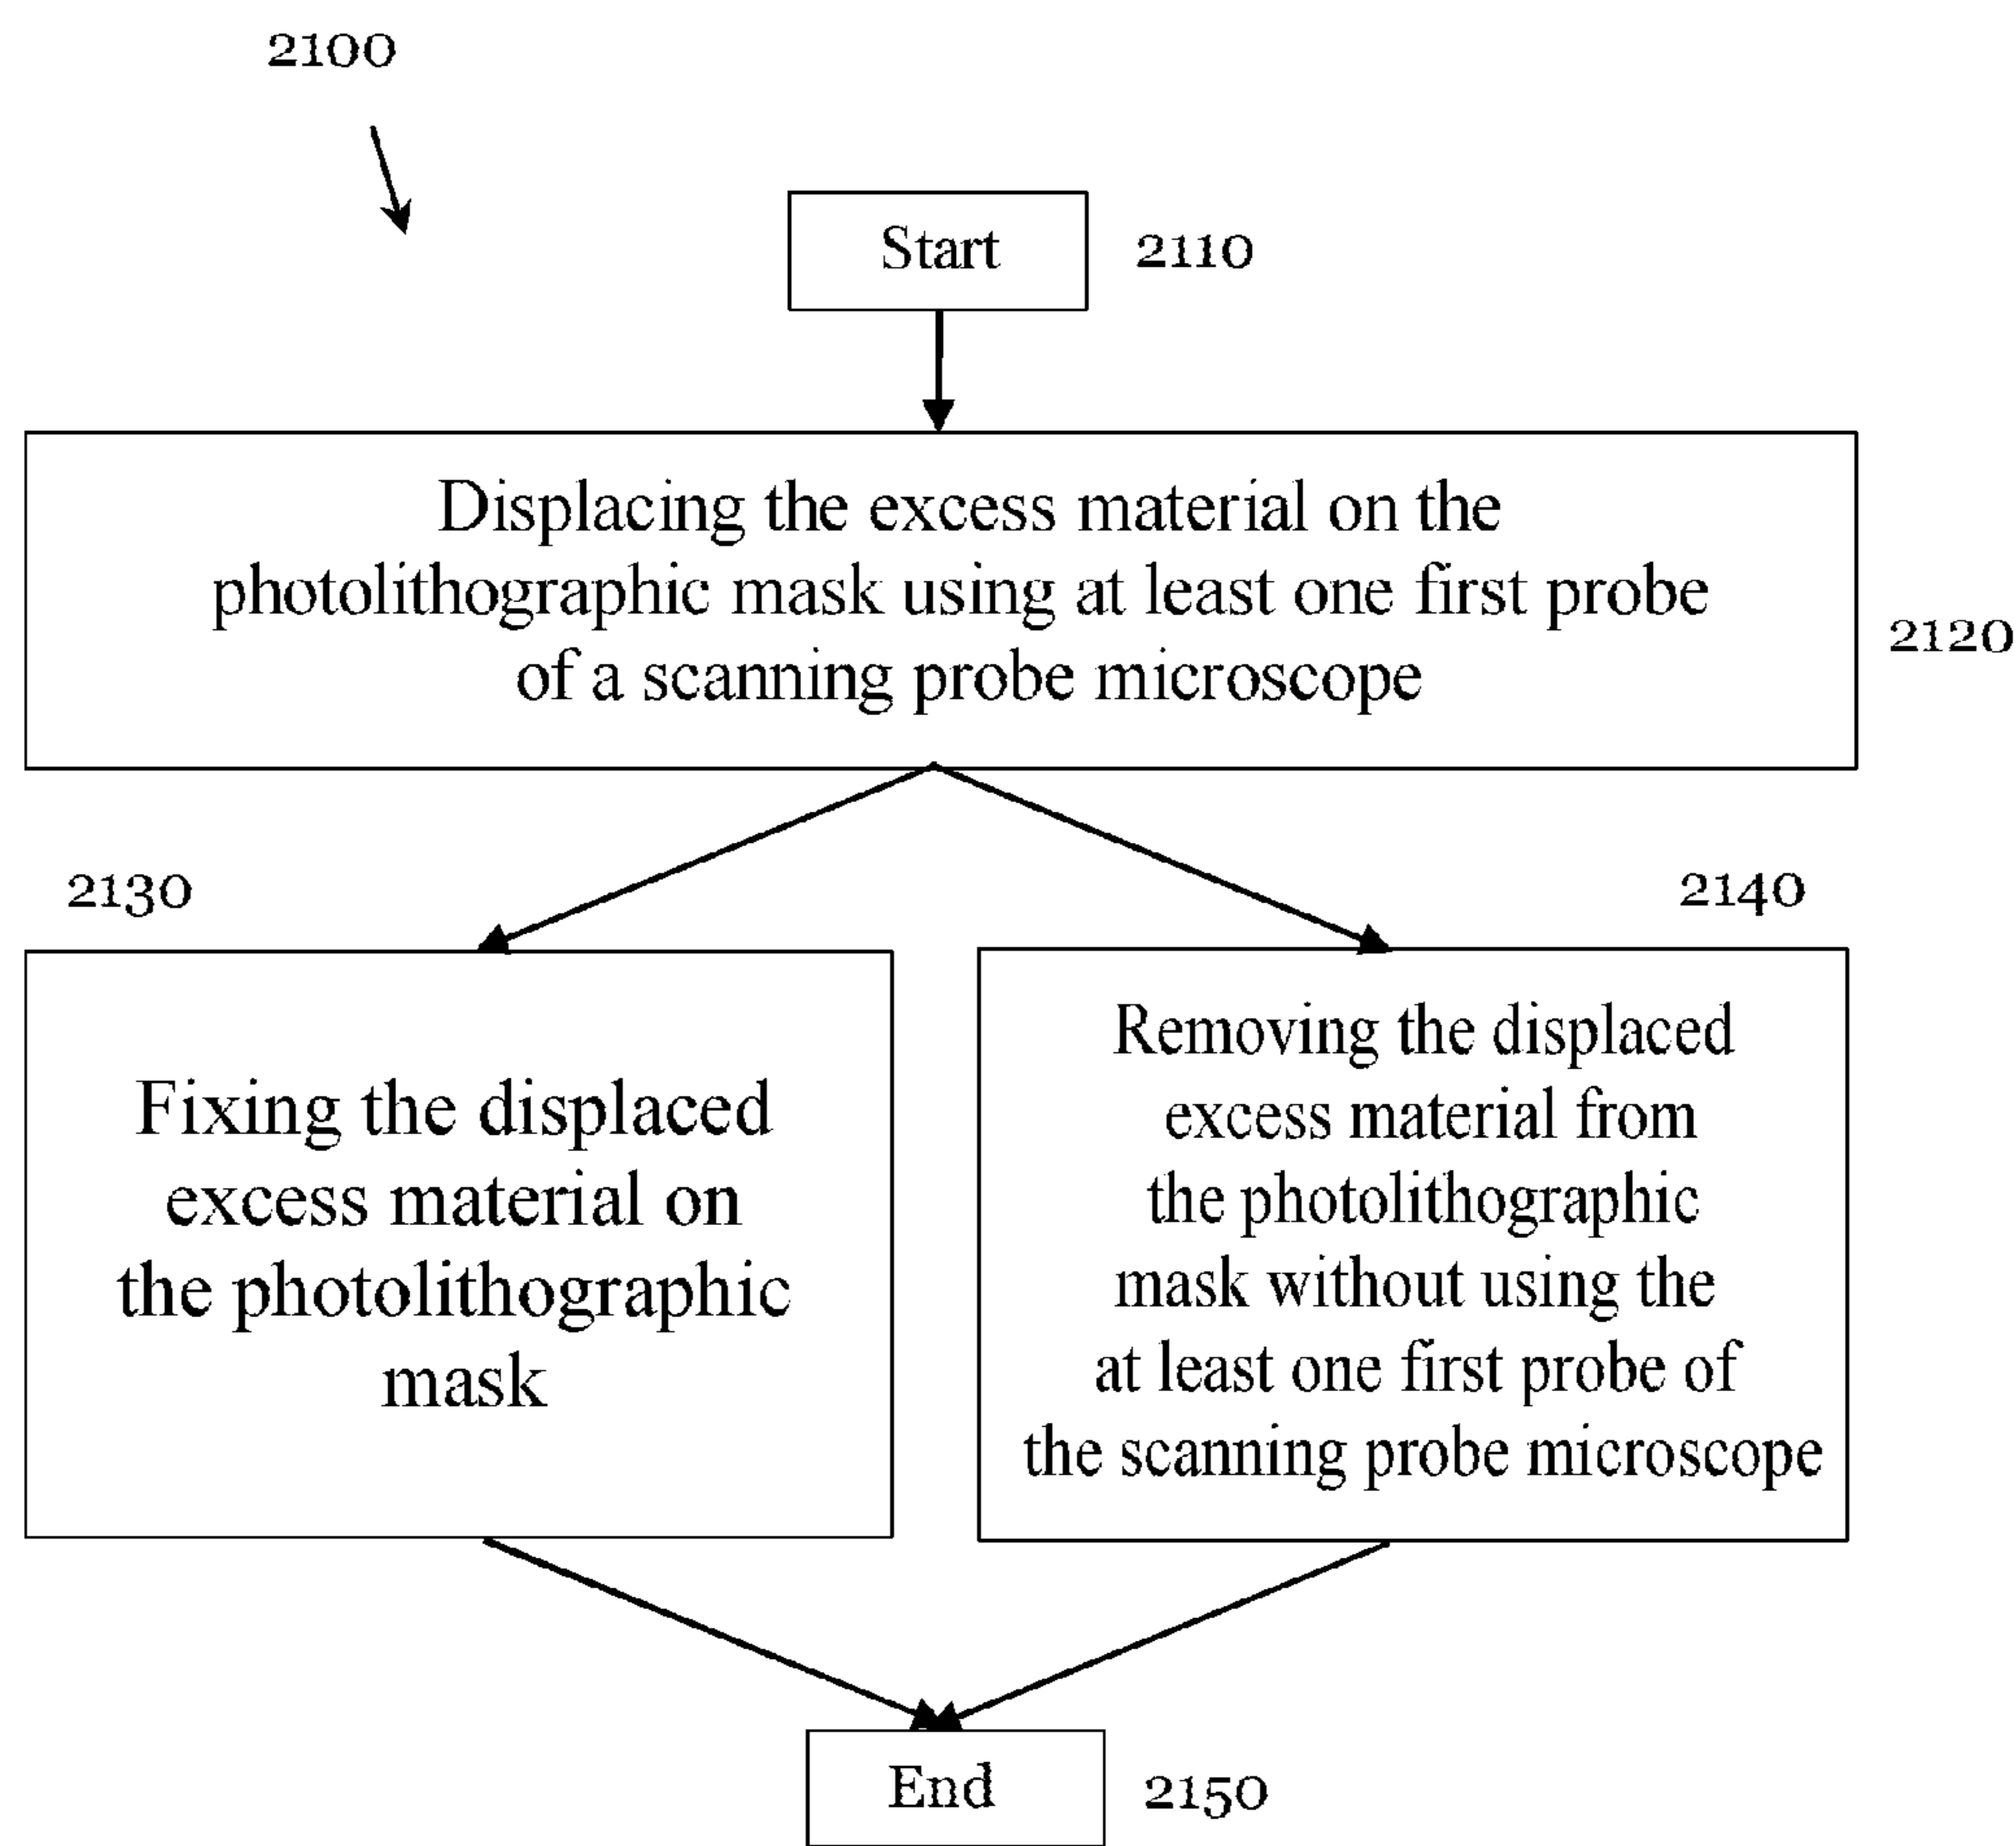 2100
Start
2110
Displacing the excess material on the
photolithographic mask using at least one first probe
of a scanning probe microscope
2120
2130
Fixing the displaced
excess material on
the photolithographic
mask
2140
Removing the displaced
excess material from
the photolithographic
mask without using the
at least one first probe of
the scanning probe microscope
End
2150